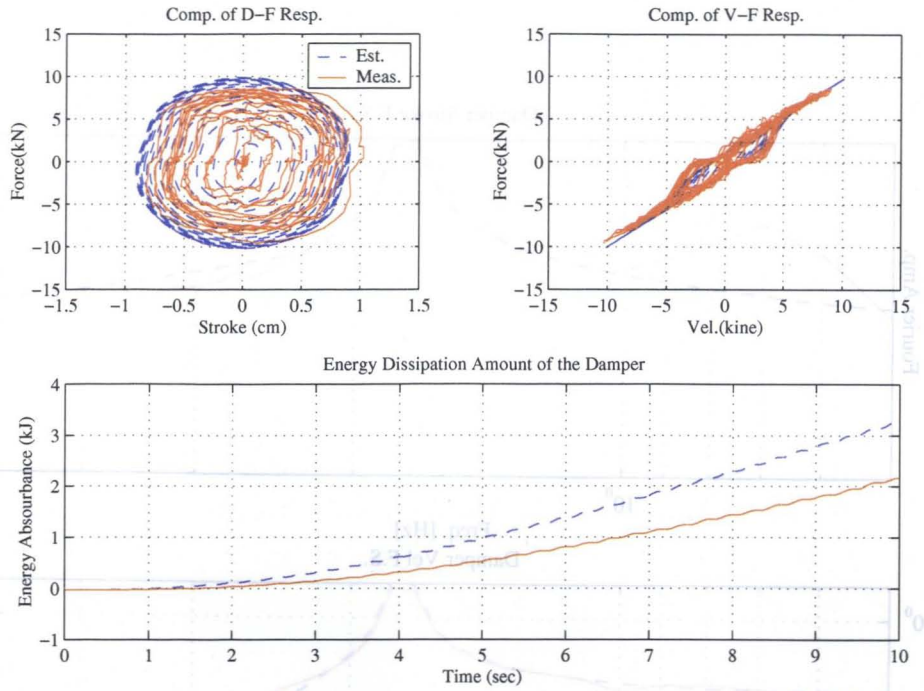 Comp. of D-F Resp.
15
10
5
0
-5
-10
-15
Force(kN)
-1.5 -1 -0.5 0 0.5 1 1.5
Stroke (cm)
Est.
Meas.
Comp. of V-F Resp.
15
10
5
0
-5
-10
-15
Force(kN)
-15 -10 -5 0 5 10 15
Vel.(kine)
Energy Dissipation Amount of the Damper
4
3
2
1
0
-1
Energy Absourbance (kJ)
0 1 2 3 4 5 6 7 8 9 10
Time (sec)